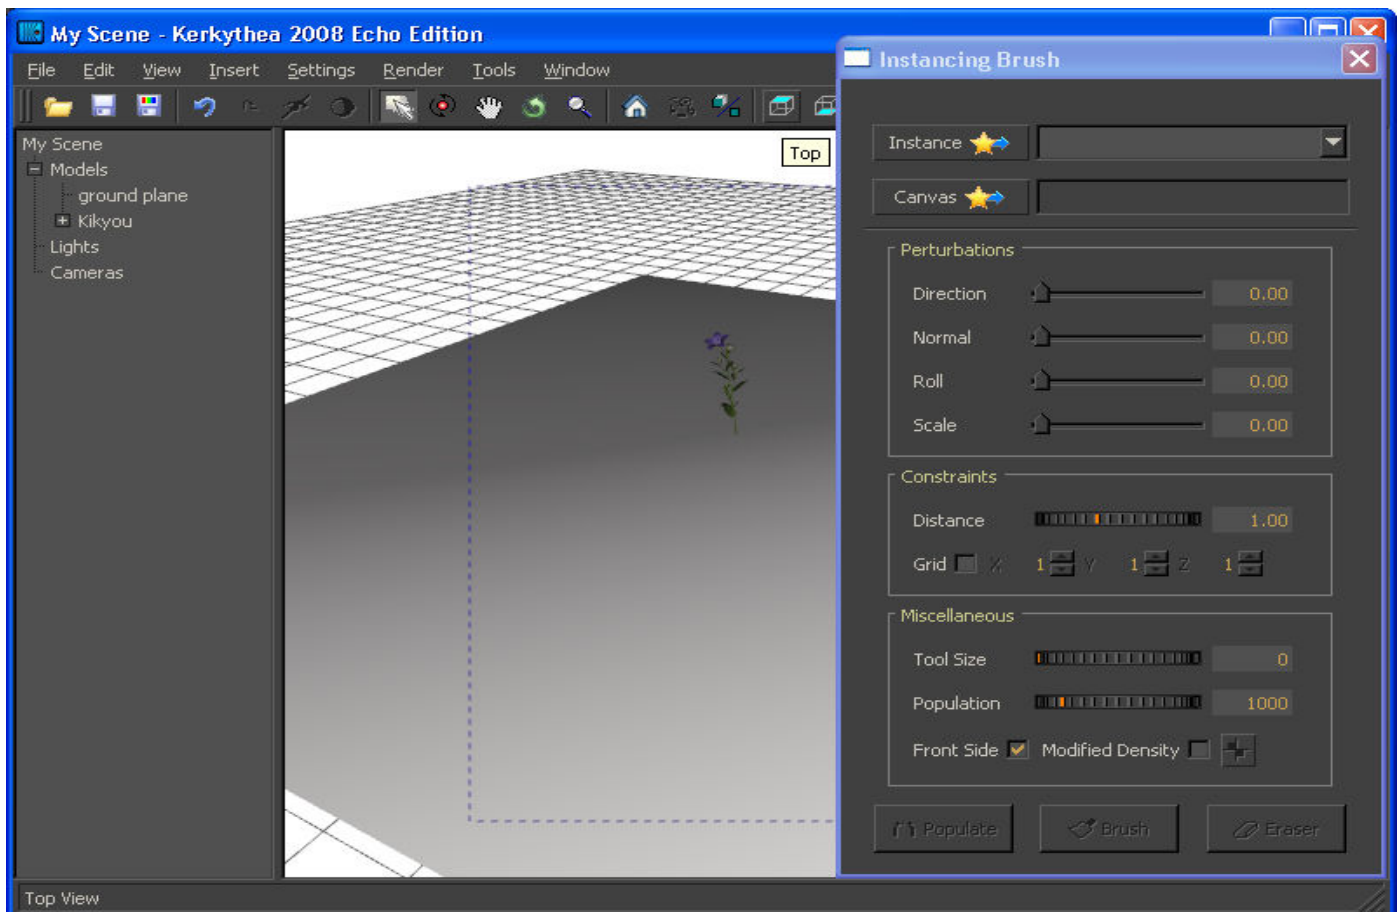 My Scene - Kerkythea 2008 Echo Edition
File Edit View Insert Settings Render Tools Window
My Scene
Models
ground plane
Kikyou
Lights
Cameras
Top
Instancing Brush
Instance
Canvas
Perturbations
Direction 0.00
Normal 0.00
Roll 0.00
Scale 0.00
Constraints
Distance 1.00
Grid X 1 Y 1 Z 1
Miscellaneous
Tool Size 0
Population 1000
Front Side Modified Density
Populate Brush Eraser
Top View